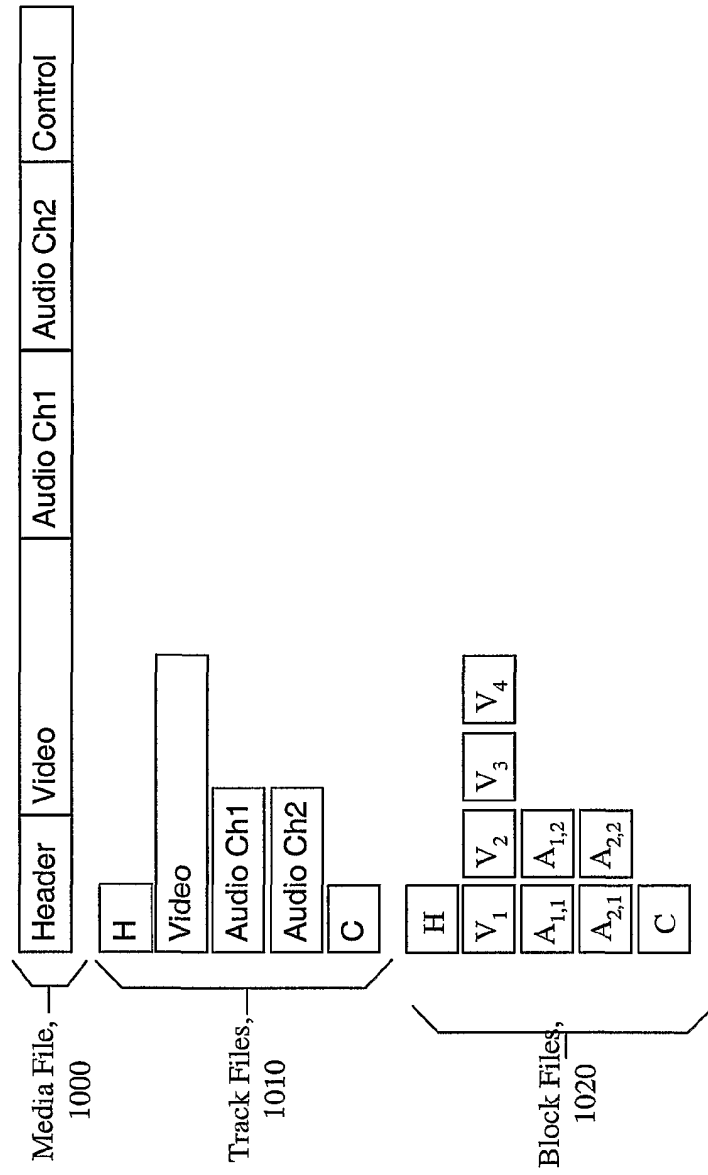 Media File, 1000
Header Video Audio Ch1 Audio Ch2 Control
Track Files, 1010
H
Video
Audio Ch1
Audio Ch2
C
Block Files, 1020
H
V1 V2 V3 V4
A1,1 A1,2
A2,1 A2,2
C